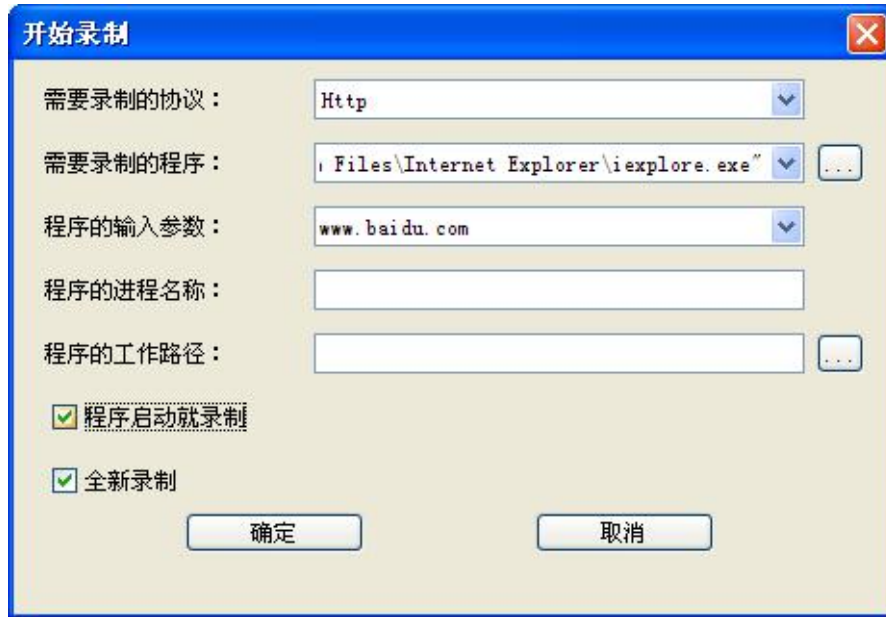 开始录制
需要录制的协议： Http
需要录制的程序： Files\Internet Explorer\iexplore.exe" ...
程序的输入参数： www.baidu.com
程序的进程名称：
程序的工作路径： ...
程序启动就录制
全新录制
确定 取消